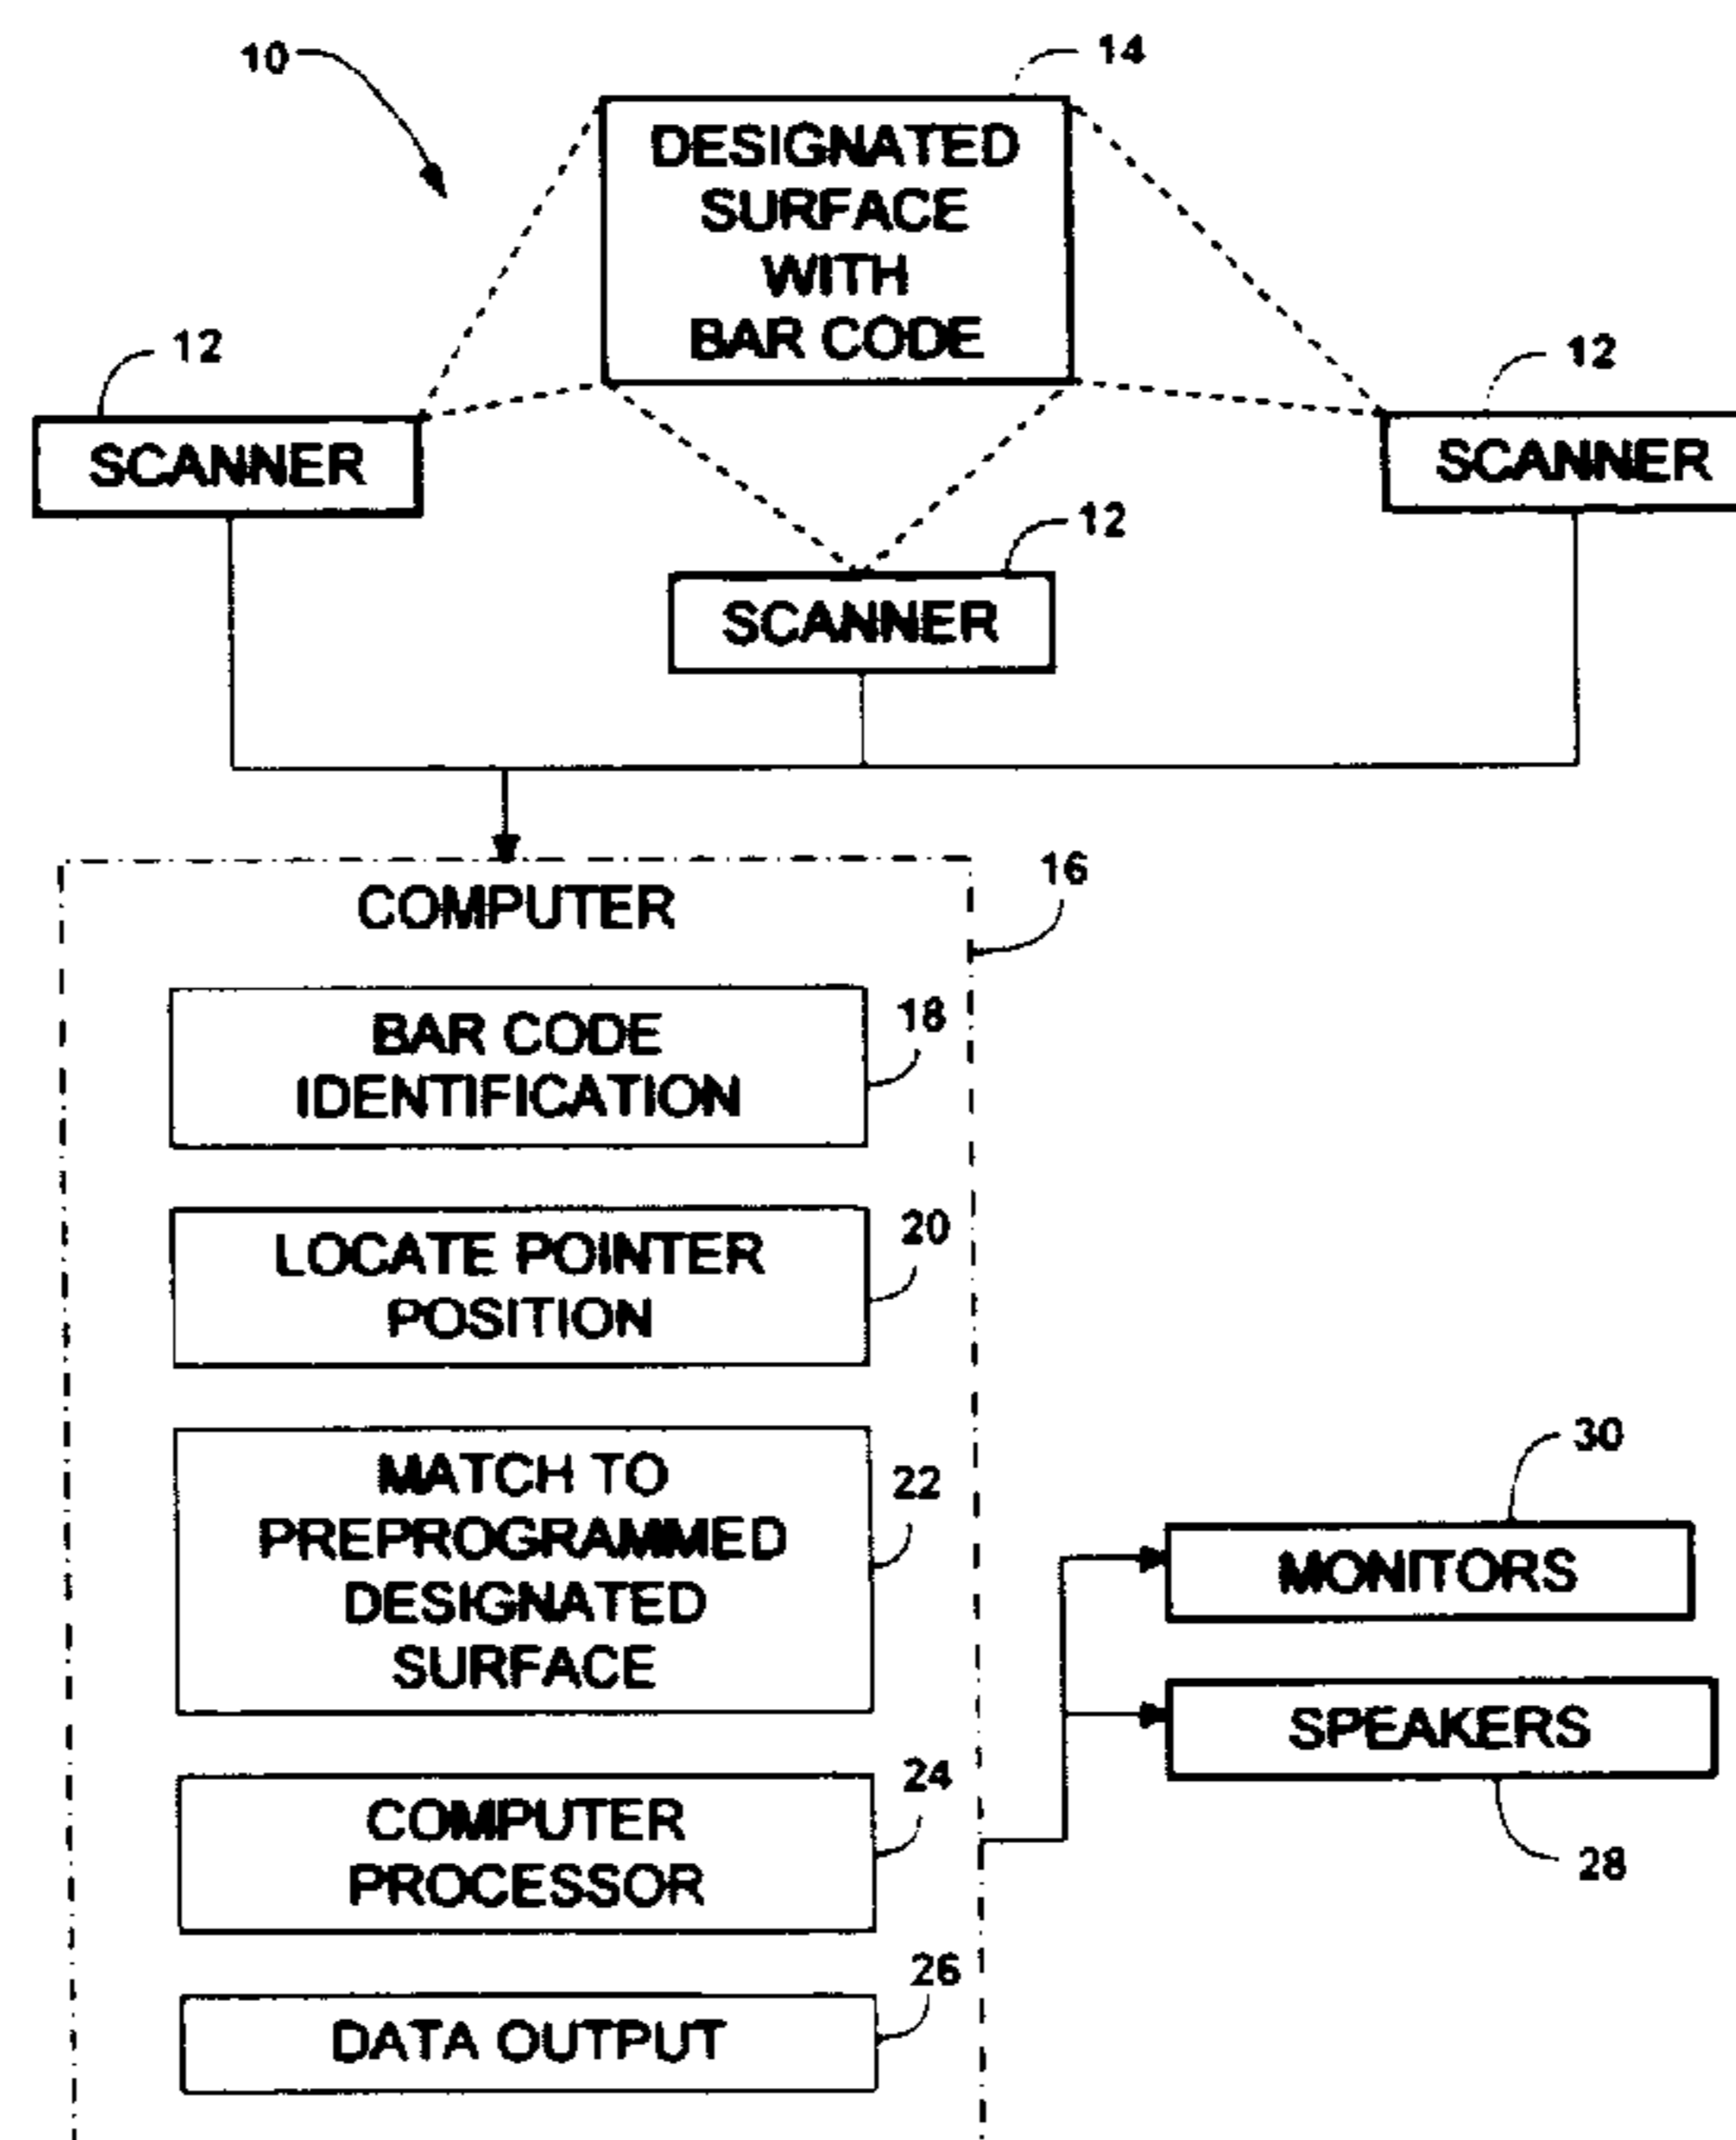 10
14
DESIGNATED
SURFACE
WITH
BAR CODE
12
SCANNER
12
SCANNER
12
SCANNER
16
COMPUTER
18
BAR CODE
IDENTIFICATION
20
LOCATE POINTER
POSITION
22
MATCH TO
PREPROGRAMMED
DESIGNATED
SURFACE
30
MONITORS
SPEAKERS
28
24
COMPUTER
PROCESSOR
26
DATA OUTPUT